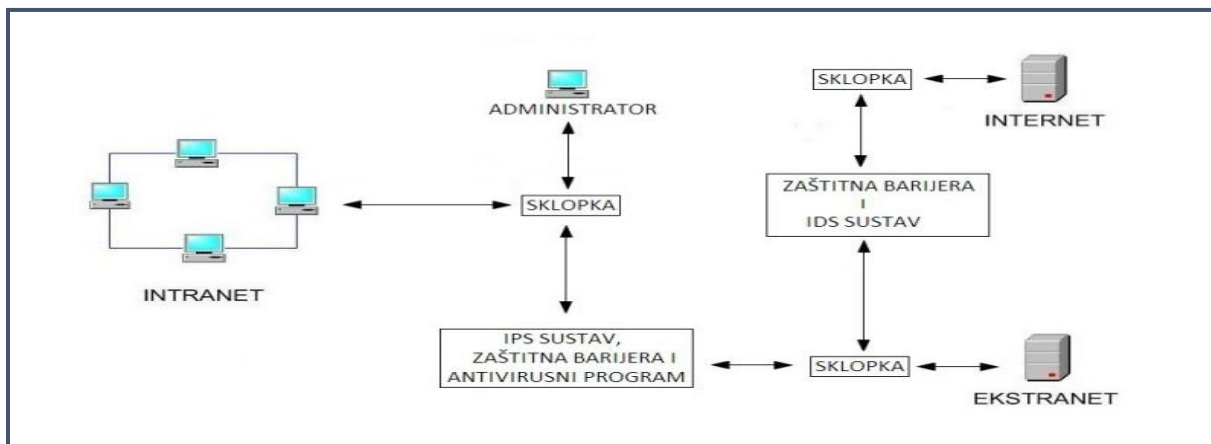 ADMINISTRATOR
SKLOPKA
INTERNET
ZAŠTITNA BARIJERA
I
IDS SUSTAV
SKLOPKA
INTRANET
IPS SUSTAV,
ZAŠTITNA BARIJERA I
ANTIVIRUSNI PROGRAM
SKLOPKA
EKSTRANET